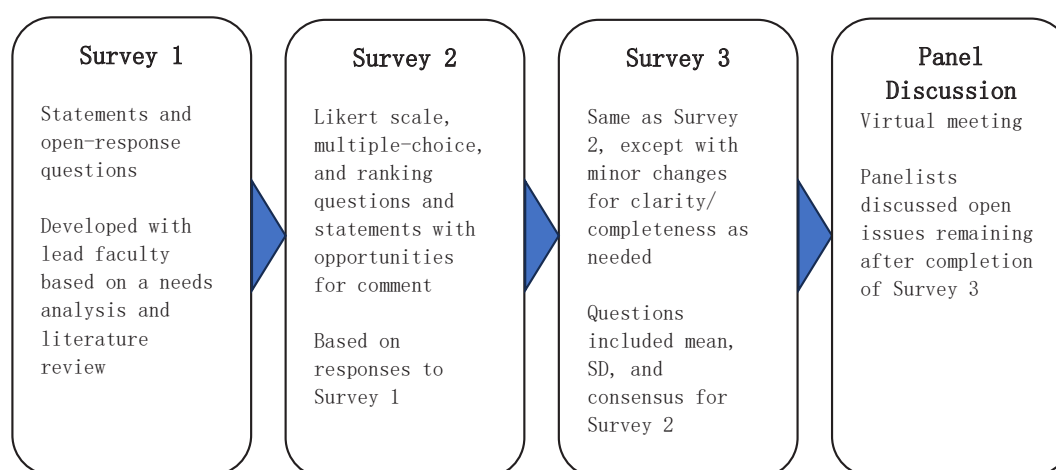 Survey 1
Statements and
open-response
questions
Developed with
lead faculty
based on a needs
analysis and
literature
review
Survey 2
Likert scale,
multiple-choice,
and ranking
questions and
statements with
opportunities
for comment
Based on
responses to
Survey 1
Survey 3
Same as Survey
2, except with
minor changes
for clarity/
completeness as
needed
Questions
included mean,
SD, and
consensus for
Survey 2
Panel
Discussion
Virtual meeting
Panelists
discussed open
issues remaining
after completion
of Survey 3